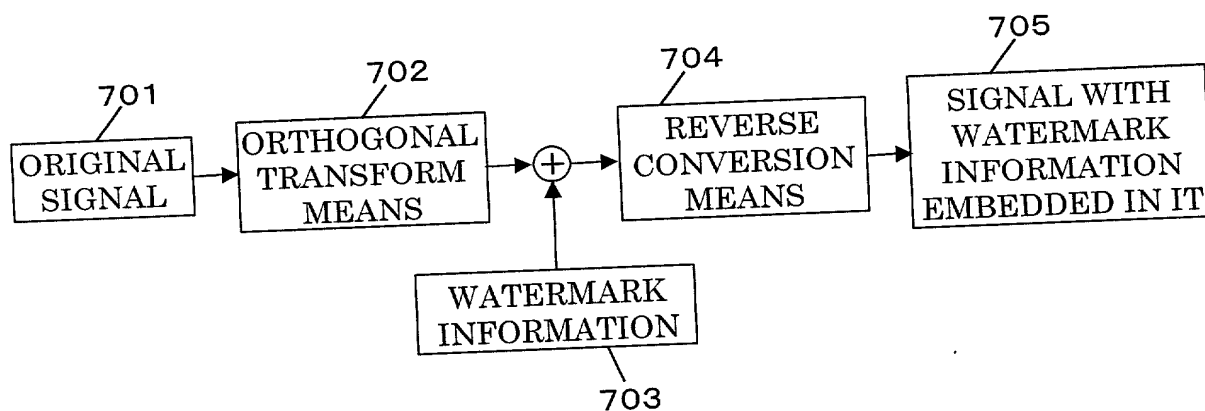 701
ORIGINAL
SIGNAL
702
ORTHOGONAL
TRANSFORM
MEANS
+
703
WATERMARK
INFORMATION
704
REVERSE
CONVERSION
MEANS
705
SIGNAL WITH
WATERMARK
INFORMATION
EMBEDDED IN IT